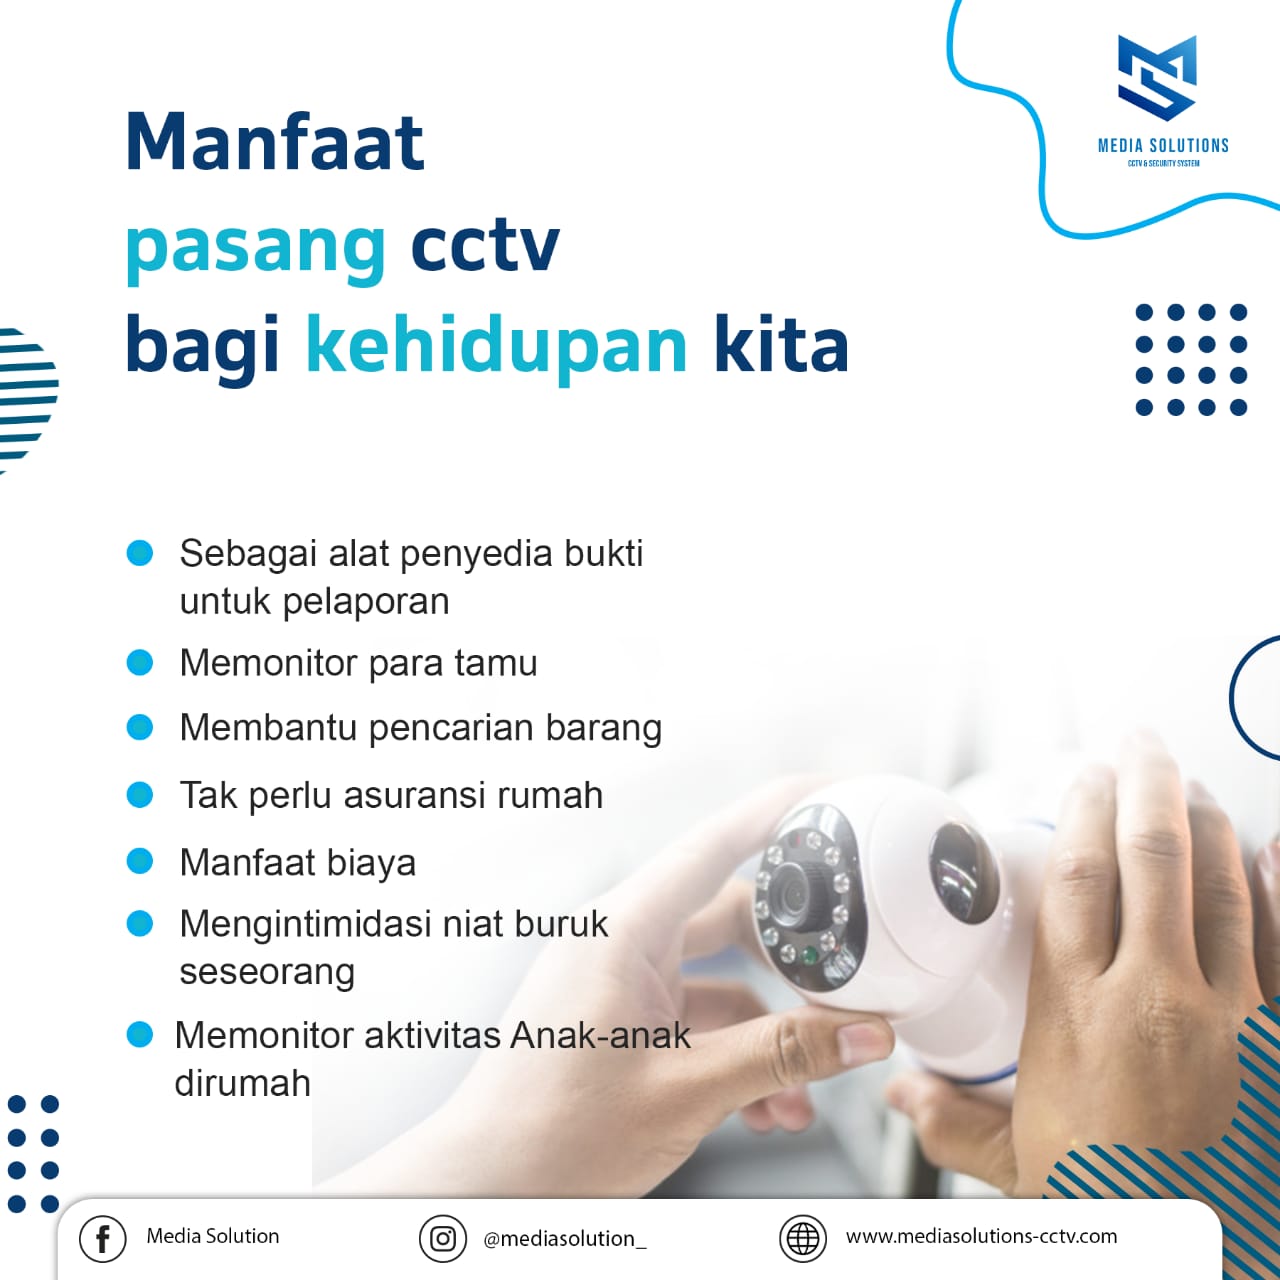 MEDIA SOLUTIONS
CCTV & SECURITY SYSTEM
Manfaat
pasang cctv
bagi kehidupan kita
Sebagai alat penyedia bukti
untuk pelaporan
Memonitor para tamu
Membantu pencarian barang
Tak perlu asuransi rumah
Manfaat biaya
Mengintimidasi niat buruk
seseorang
Memonitor aktivitas Anak-anak
dirumah
Media Solution
@mediasolution_
www.mediasolutions-cctv.com